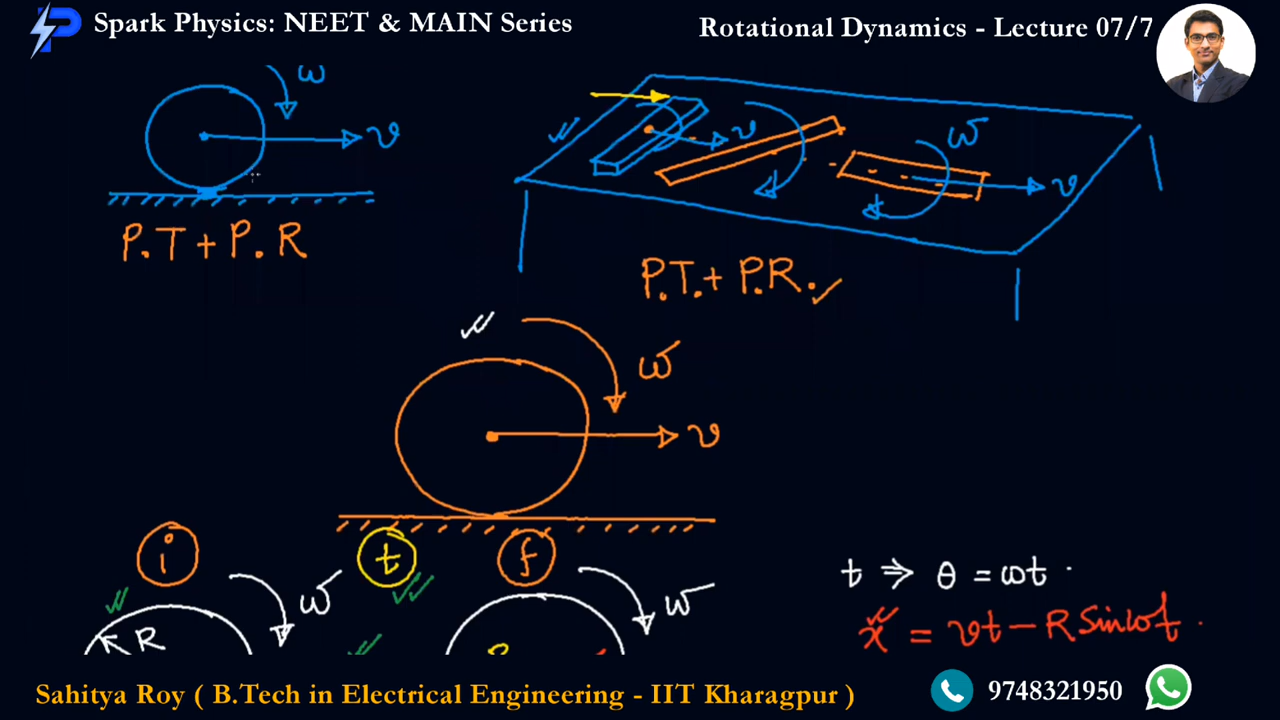 Spark Physics: NEET & MAIN Series
Rotational Dynamics - Lecture 07/7
ω
v
P.T + P.R
v
ω
v
P.T. + P.R.
ω
v
i
t
f
ω
R
ω
t ⇒ θ = ωt .
x = vt - R Sinωt .
Sahitya Roy ( B.Tech in Electrical Engineering - IIT Kharagpur )
9748321950